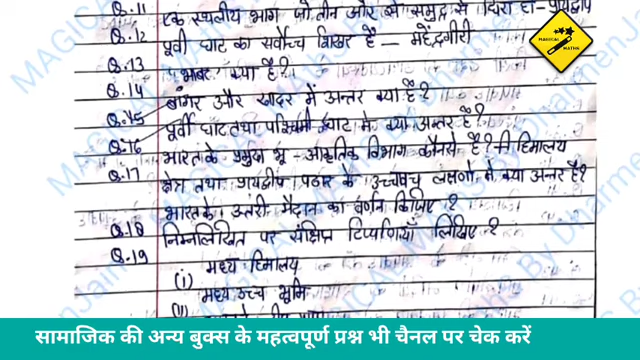 Q.11 एक स्थलीय भाग जो तीन ओर से समुद्र से घिरा हो - प्रायद्वीप
Q.12 पूर्वी घाट का सर्वोच्च शिखर है — महेंद्रगीरी
Q.13 भाबर क्या है?
Q.14 बांगर और खादर में अन्तर क्या है?
Q.15 पूर्वी घाट तथा पश्चिमी घाट में क्या अन्तर है?
Q.16 भारत के प्रमुख भू-आकृतिक विभाग कौनसे है? हिमालय
Q.17 क्षेत्र तथा प्रायद्वीप पठार के उच्चावच लक्षणो में क्या अन्तर है?
Q.18 भारत के उत्तरी मैदान का वर्णन किजिए?
Q.19 निम्नलिखित पर संक्षिप्त टिप्पणियाँ लिखिए?
(i) मध्य हिमालय
(ii) मध्य उच्च भूमि
MAGICAL MATHS
सामाजिक की अन्य बुक्स के महत्वपूर्ण प्रश्न भी चैनल पर चेक करें